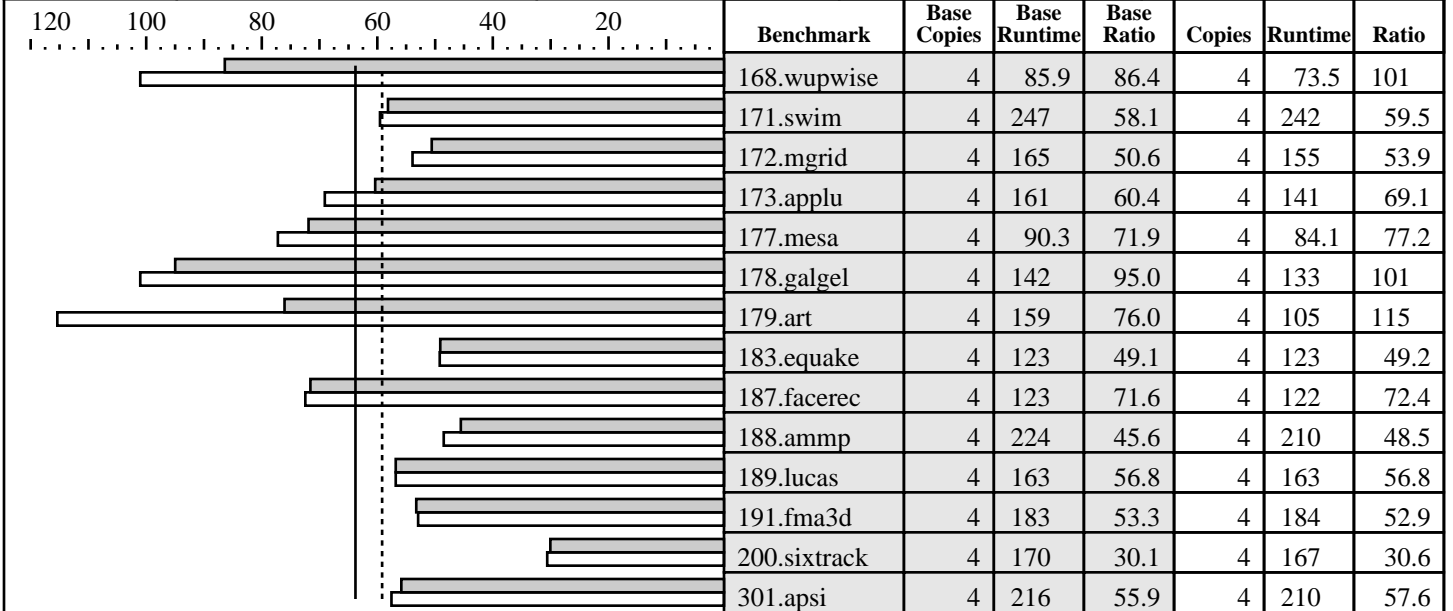 120 100 80 60 40 20 Benchmark Base Copies Base Runtime Base Ratio Copies Runtime Ratio
168.wupwise 4 85.9 86.4 4 73.5 101
171.swim 4 247 58.1 4 242 59.5
172.mgrid 4 165 50.6 4 155 53.9
173.applu 4 161 60.4 4 141 69.1
177.mesa 4 90.3 71.9 4 84.1 77.2
178.galgel 4 142 95.0 4 133 101
179.art 4 159 76.0 4 105 115
183.equake 4 123 49.1 4 123 49.2
187.facerec 4 123 71.6 4 122 72.4
188.ammp 4 224 45.6 4 210 48.5
189.lucas 4 163 56.8 4 163 56.8
191.fma3d 4 183 53.3 4 184 52.9
200.sixtrack 4 170 30.1 4 167 30.6
301.apsi 4 216 55.9 4 210 57.6